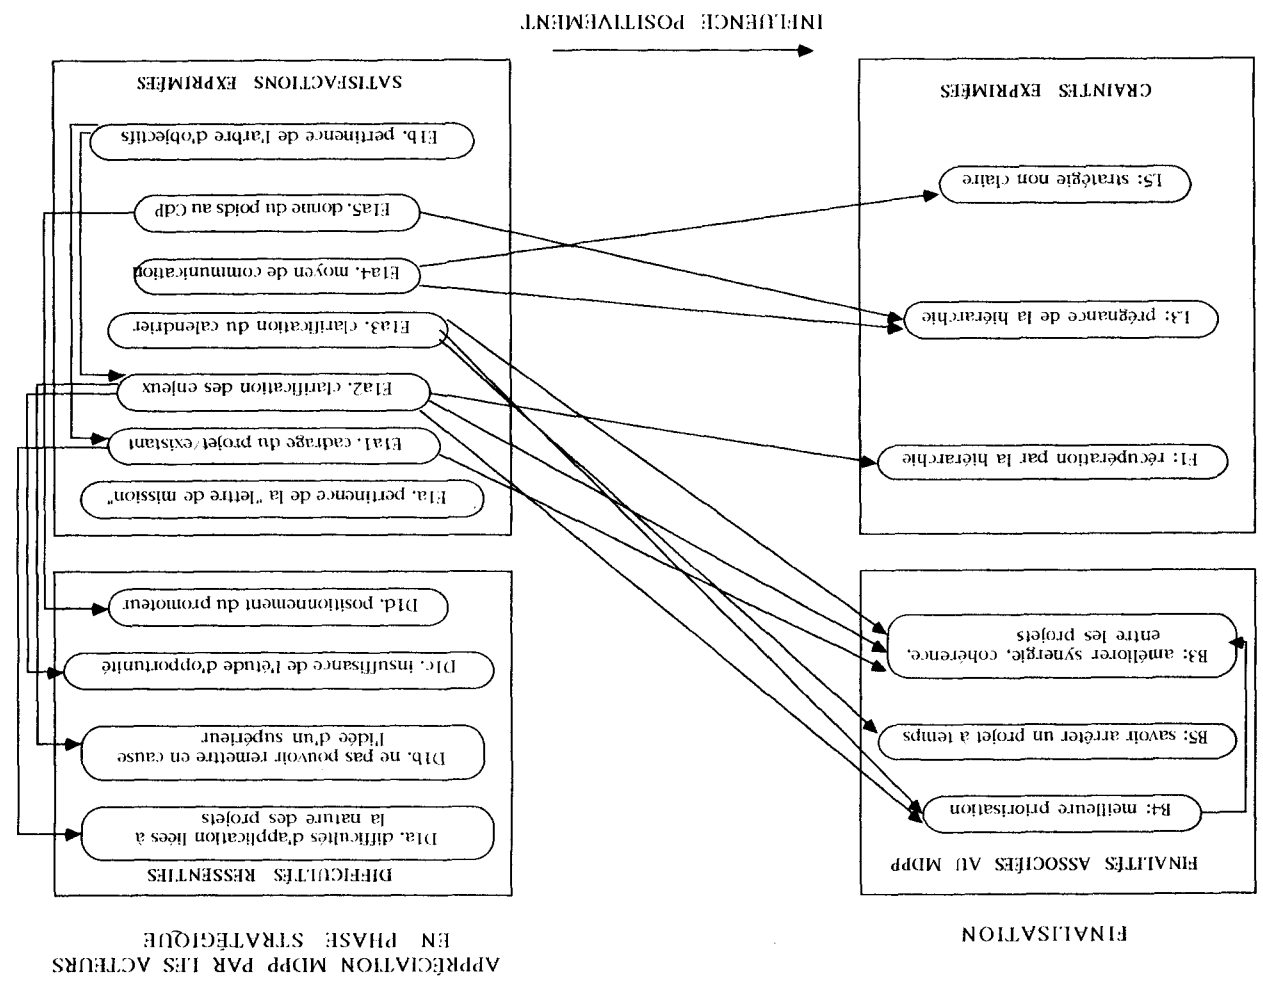 FINALISATION
FINALITÉS ASSOCIÉES AU MDPP
B4: meilleure priorisation
B5: savoir arrêter un projet à temps
B3: améliorer synergie, cohérence,
entre les projets
F1: récupération par la hiérarchie
L3: prégnance de la hiérarchie
L5: stratégie non claire
CRAINTES EXPRIMÉES
APPRÉCIATION MDPP PAR LES ACTEURS
EN PHASE STRATÉGIQUE
DIFFICULTÉS RESSENTIES
D1a. difficultés d'application liées à
la nature des projets
D1b. ne pas pouvoir remettre en cause
l'idée d'un supérieur
D1c. insuffisance de l'étude d'opportunité
D1d. positionnement du promoteur
E1a. pertinence de la "lettre de mission"
E1a1. cadrage du projet/existant
E1a2. clarification des enjeux
E1a3. clarification du calendrier
E1a4. moyen de communication
E1a5. donne du poids au CdP
E1b. pertinence de l'arbre d'objectifs
SATISFACTIONS EXPRIMÉES
INFLUENCE POSITIVEMENT